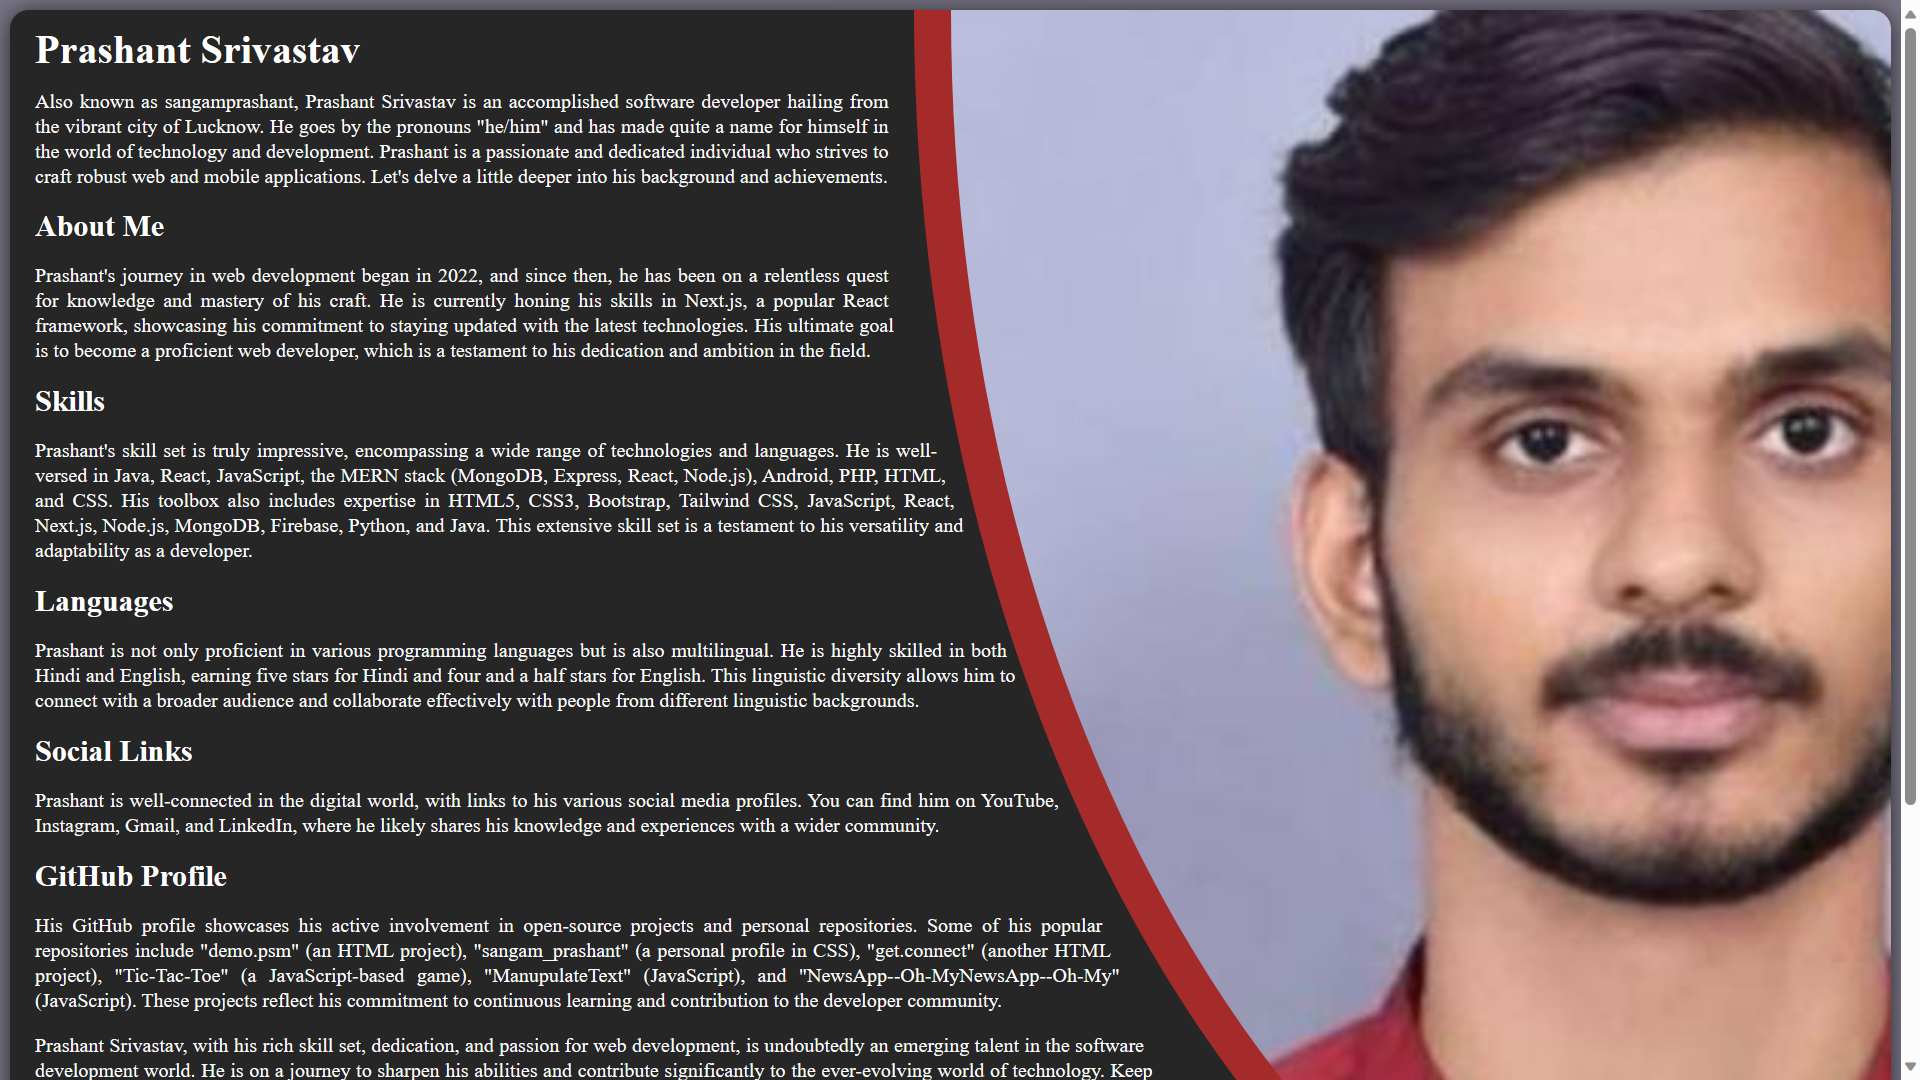 Prashant Srivastav
Also known as sangamprashant, Prashant Srivastav is an accomplished software developer hailing from
the vibrant city of Lucknow. He goes by the pronouns "he/him" and has made quite a name for himself in
the world of technology and development. Prashant is a passionate and dedicated individual who strives to
craft robust web and mobile applications. Let's delve a little deeper into his background and achievements.
About Me
Prashant's journey in web development began in 2022, and since then, he has been on a relentless quest
for knowledge and mastery of his craft. He is currently honing his skills in Next.js, a popular React
framework, showcasing his commitment to staying updated with the latest technologies. His ultimate goal
is to become a proficient web developer, which is a testament to his dedication and ambition in the field.
Skills
Prashant's skill set is truly impressive, encompassing a wide range of technologies and languages. He is well-
versed in Java, React, JavaScript, the MERN stack (MongoDB, Express, React, Node.js), Android, PHP, HTML,
and CSS. His toolbox also includes expertise in HTML5, CSS3, Bootstrap, Tailwind CSS, JavaScript, React,
Next.js, Node.js, MongoDB, Firebase, Python, and Java. This extensive skill set is a testament to his versatility and
adaptability as a developer.
Languages
Prashant is not only proficient in various programming languages but is also multilingual. He is highly skilled in both
Hindi and English, earning five stars for Hindi and four and a half stars for English. This linguistic diversity allows him to
connect with a broader audience and collaborate effectively with people from different linguistic backgrounds.
Social Links
Prashant is well-connected in the digital world, with links to his various social media profiles. You can find him on YouTube,
Instagram, Gmail, and LinkedIn, where he likely shares his knowledge and experiences with a wider community.
GitHub Profile
His GitHub profile showcases his active involvement in open-source projects and personal repositories. Some of his popular
repositories include "demo.psm" (an HTML project), "sangam_prashant" (a personal profile in CSS), "get.connect" (another HTML
project), "Tic-Tac-Toe" (a JavaScript-based game), "ManupulateText" (JavaScript), and "NewsApp--Oh-MyNewsApp--Oh-My"
(JavaScript). These projects reflect his commitment to continuous learning and contribution to the developer community.
Prashant Srivastav, with his rich skill set, dedication, and passion for web development, is undoubtedly an emerging talent in the software
development world. He is on a journey to sharpen his abilities and contribute significantly to the ever-evolving world of technology. Keep